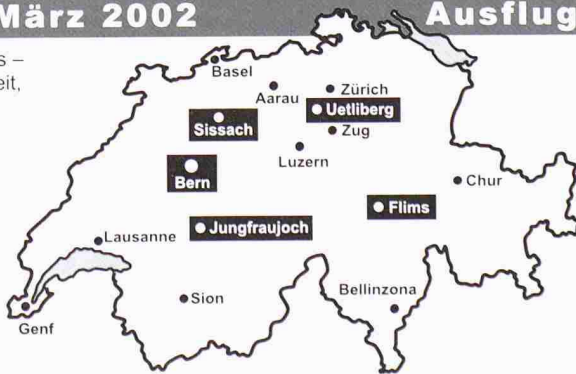 März 2002 Ausflug
s –
eit,
Basel
Aarau
Zürich
Uetliberg
Sissach
Zug
Luzern
Bern
Chur
Flims
Jungfraujoch
Lausanne
Sion
Bellinzona
Genf